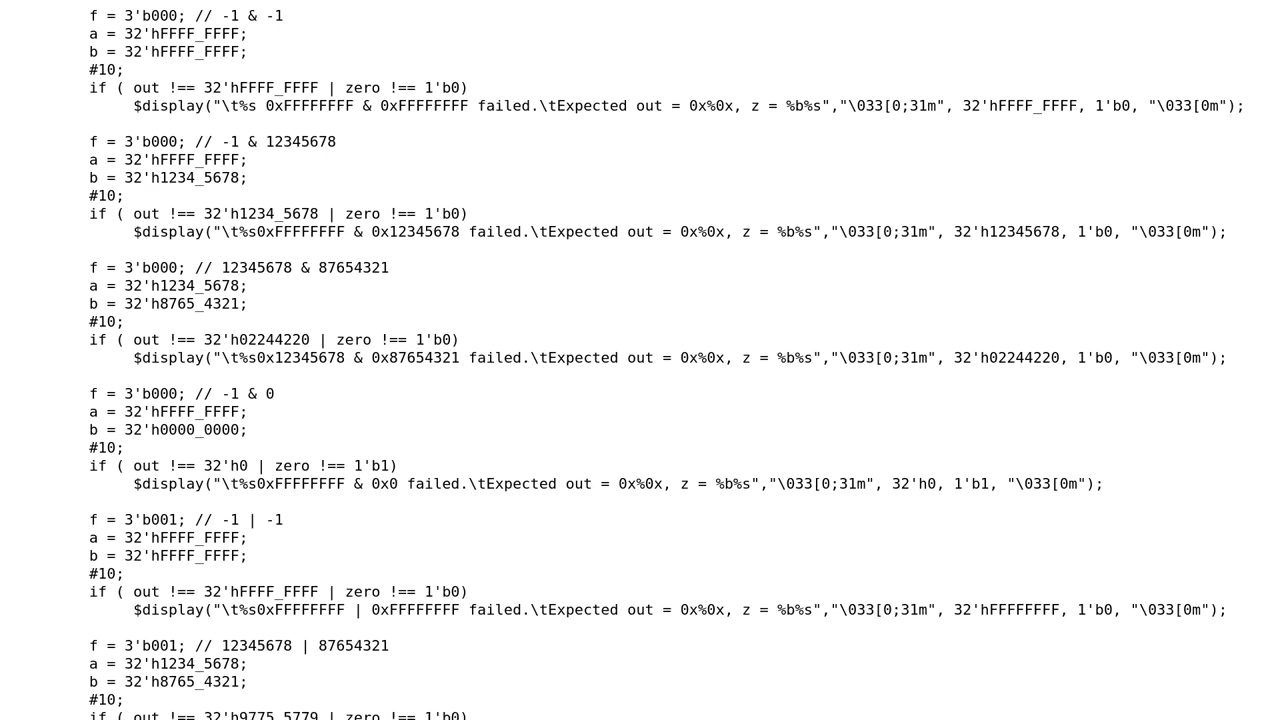 f = 3'b000; // -1 & -1
a = 32'hFFFF_FFFF;
b = 32'hFFFF_FFFF;
#10;
if ( out !== 32'hFFFF_FFFF | zero !== 1'b0)
$display("\t%s 0xFFFFFFFF & 0xFFFFFFFF failed.\tExpected out = 0x%0x, z = %b%s","\033[0;31m", 32'hFFFF_FFFF, 1'b0, "\033[0m");
f = 3'b000; // -1 & 12345678
a = 32'hFFFF_FFFF;
b = 32'h1234_5678;
#10;
if ( out !== 32'h1234_5678 | zero !== 1'b0)
$display("\t%s0xFFFFFFFF & 0x12345678 failed.\tExpected out = 0x%0x, z = %b%s","\033[0;31m", 32'h12345678, 1'b0, "\033[0m");
f = 3'b000; // 12345678 & 87654321
a = 32'h1234_5678;
b = 32'h8765_4321;
#10;
if ( out !== 32'h02244220 | zero !== 1'b0)
$display("\t%s0x12345678 & 0x87654321 failed.\tExpected out = 0x%0x, z = %b%s","\033[0;31m", 32'h02244220, 1'b0, "\033[0m");
f = 3'b000; // -1 & 0
a = 32'hFFFF_FFFF;
b = 32'h0000_0000;
#10;
if ( out !== 32'h0 | zero !== 1'b1)
$display("\t%s0xFFFFFFFF & 0x0 failed.\tExpected out = 0x%0x, z = %b%s","\033[0;31m", 32'h0, 1'b1, "\033[0m");
f = 3'b001; // -1 | -1
a = 32'hFFFF_FFFF;
b = 32'hFFFF_FFFF;
#10;
if ( out !== 32'hFFFF_FFFF | zero !== 1'b0)
$display("\t%s0xFFFFFFFF | 0xFFFFFFFF failed.\tExpected out = 0x%0x, z = %b%s","\033[0;31m", 32'hFFFFFFFF, 1'b0, "\033[0m");
f = 3'b001; // 12345678 | 87654321
a = 32'h1234_5678;
b = 32'h8765_4321;
#10;
if ( out !== 32'h9775_5779 | zero !== 1'b0)